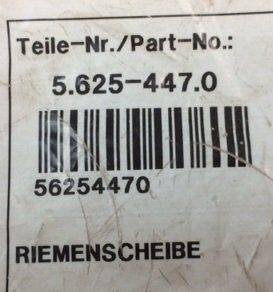 Teile-Nr./Part-No.:
5.625-447.0
56254470
RIEMENSCHEIBE